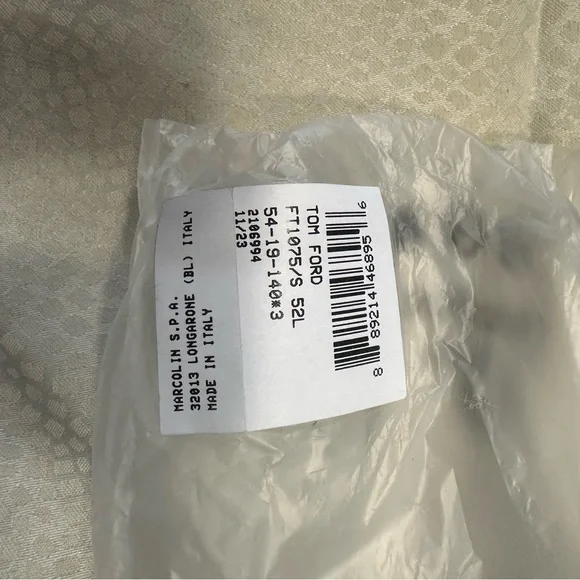 TOM FORD
FT1075/S 52L
54-19-140*3
2106994
11/23
8 89214 46895 6
MARCOLIN S.P.A.
32013 LONGARONE (BL) ITALY
MADE IN ITALY